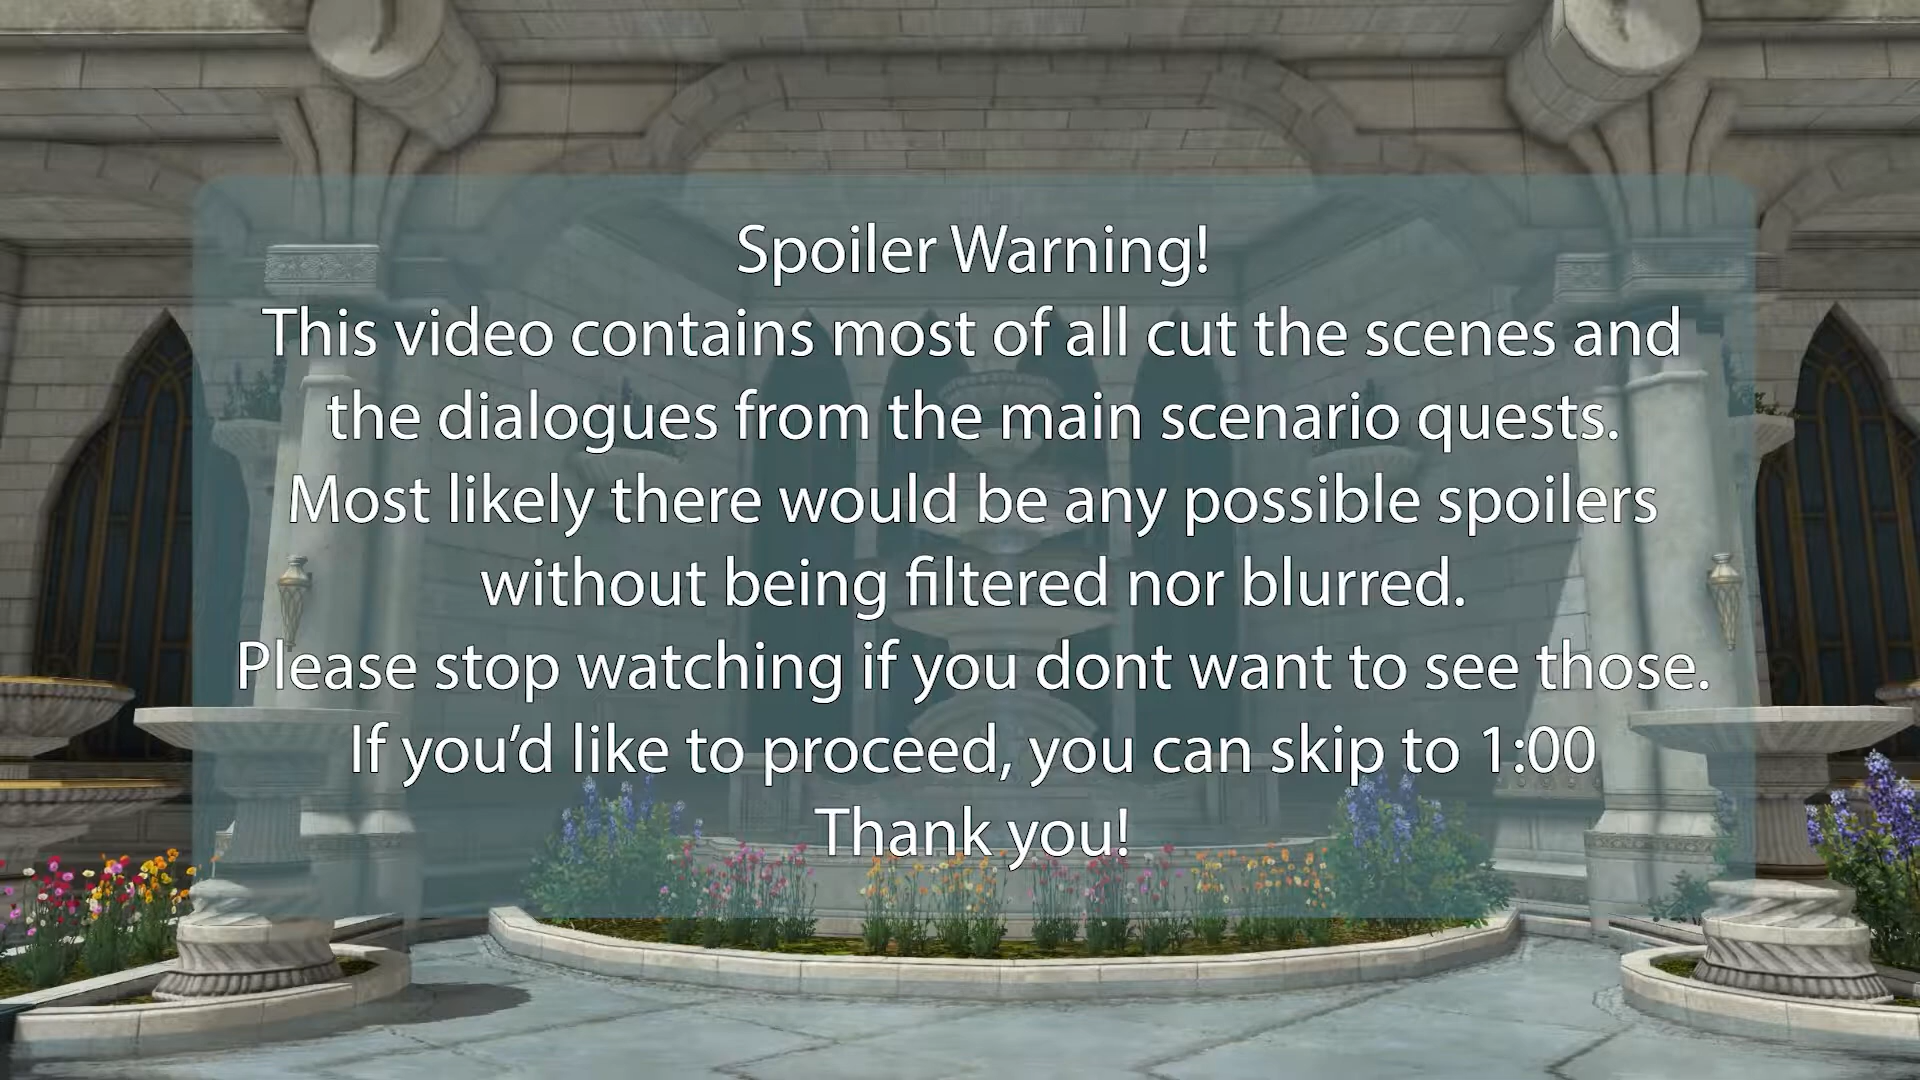 Spoiler Warning!
This video contains most of all cut the scenes and
the dialogues from the main scenario quests.
Most likely there would be any possible spoilers
without being filtered nor blurred.
Please stop watching if you dont want to see those.
If you’d like to proceed, you can skip to 1:00
Thank you!